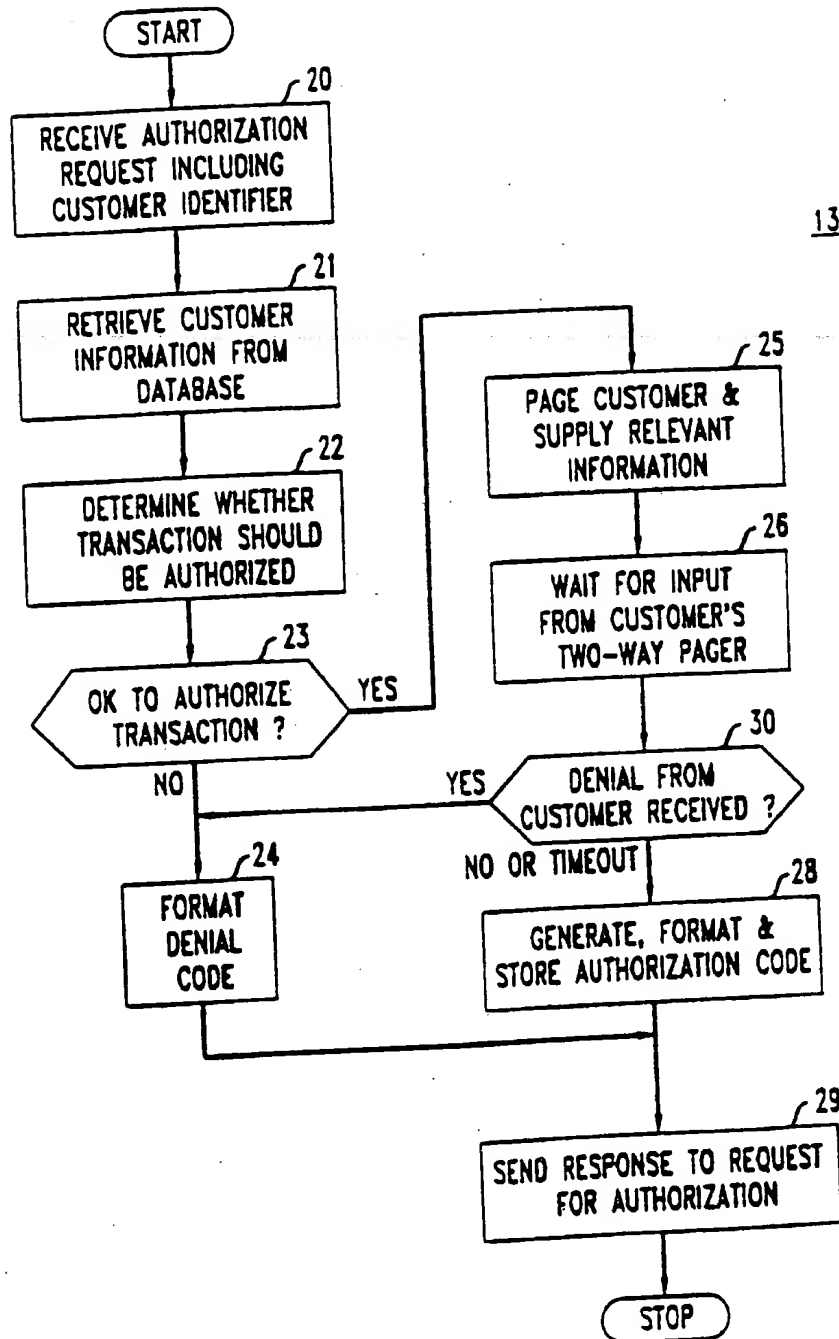 START
20
RECEIVE AUTHORIZATION
REQUEST INCLUDING
CUSTOMER IDENTIFIER
13
21
RETRIEVE CUSTOMER
INFORMATION FROM
DATABASE
22
DETERMINE WHETHER
TRANSACTION SHOULD
BE AUTHORIZED
23
OK TO AUTHORIZE
TRANSACTION ?
YES
NO
24
FORMAT
DENIAL
CODE
25
PAGE CUSTOMER &
SUPPLY RELEVANT
INFORMATION
26
WAIT FOR INPUT
FROM CUSTOMER'S
TWO-WAY PAGER
30
DENIAL FROM
CUSTOMER RECEIVED ?
YES
NO OR TIMEOUT
28
GENERATE, FORMAT &
STORE AUTHORIZATION CODE
29
SEND RESPONSE TO REQUEST
FOR AUTHORIZATION
STOP